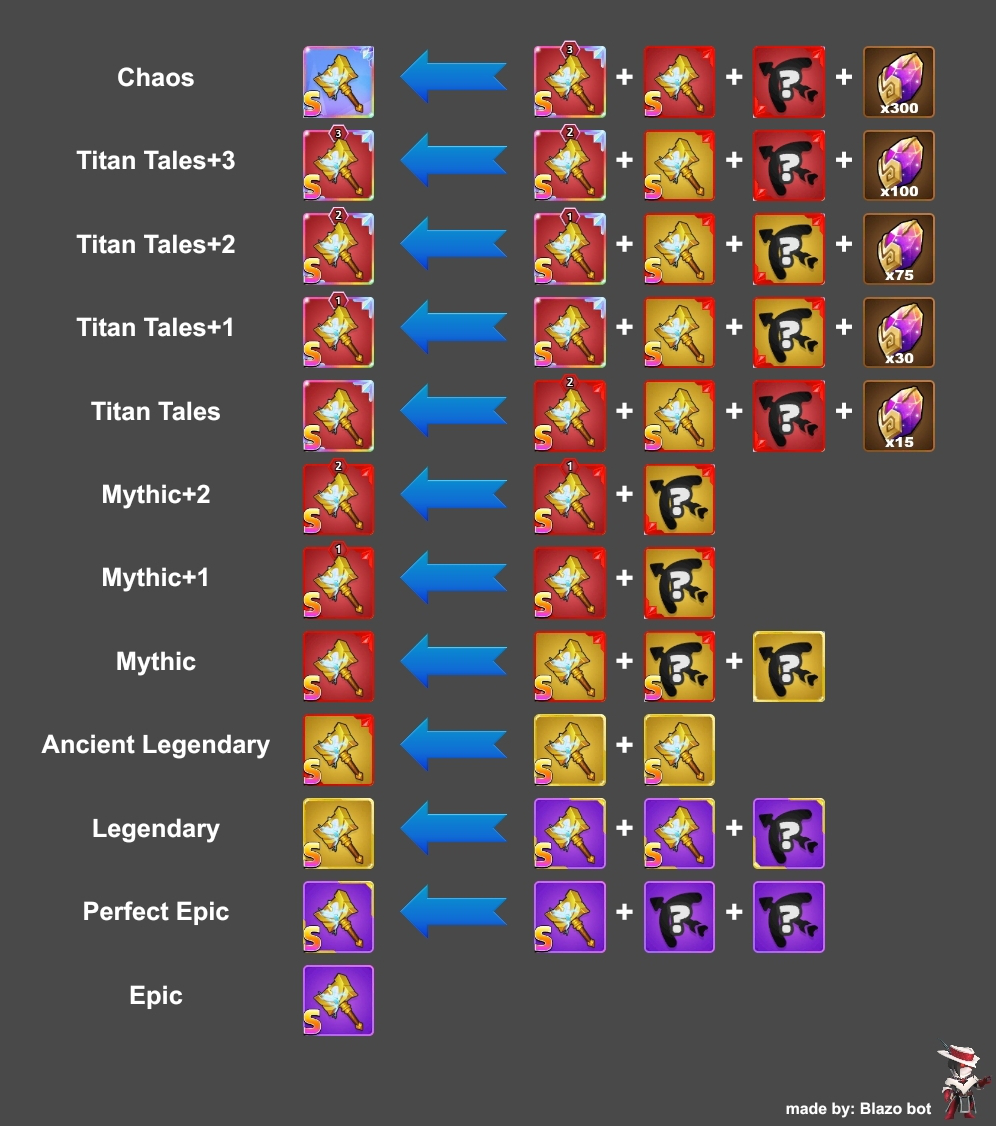 Chaos S S 3 + S + ? + x300
Titan Tales+3 3 S 2 S + S + ? + x100
Titan Tales+2 2 S 1 S + S + ? + x75
Titan Tales+1 1 S S + S + ? + x30
Titan Tales S 2 S + S + ? + x15
Mythic+2 2 S 1 S + ?
Mythic+1 1 S S + ?
Mythic S S + S ? + ?
Ancient Legendary S S + S
Legendary S S + S + ?
Perfect Epic S S + ? + ?
Epic S
made by: Blazo bot